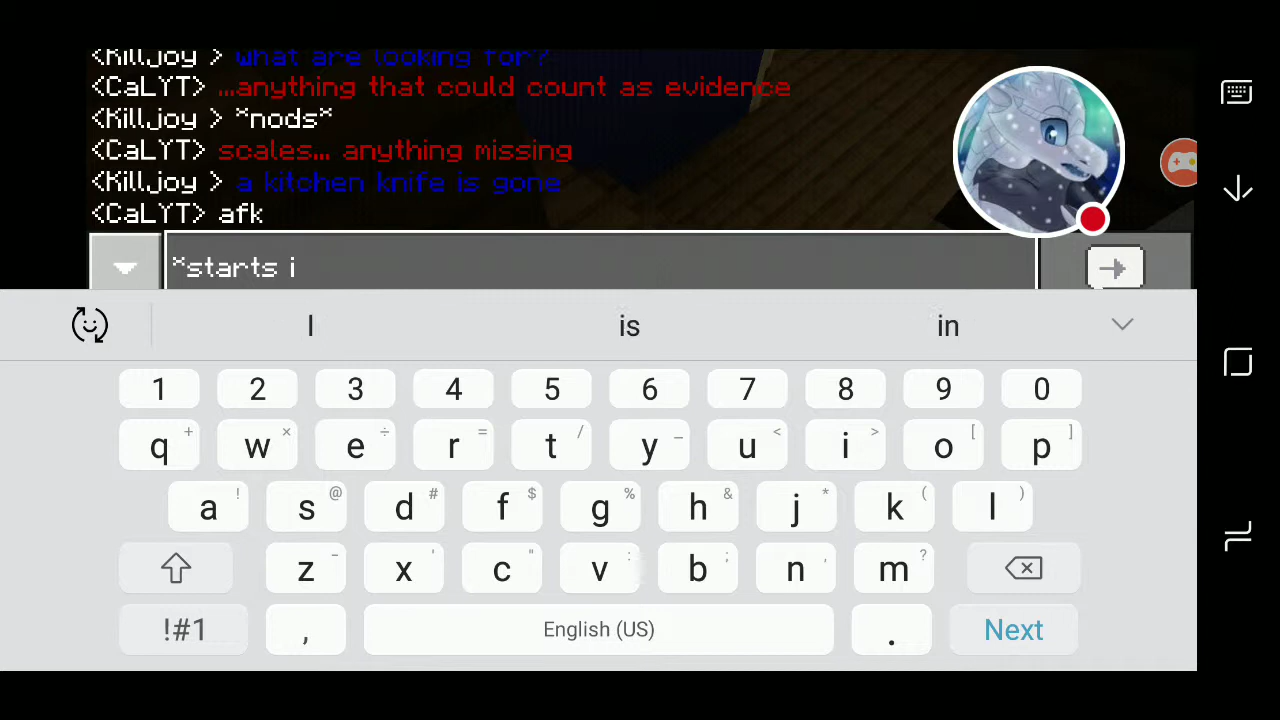 <Killjoy > what are looking for?
<CaLYT> ...anything that could count as evidence
<Killjoy > *nods*
<CaLYT> scales... anything missing
<Killjoy > a kitchen knife is gone
<CaLYT> afk
*starts i
I is in
1 2 3 4 5 6 7 8 9 0
q + w × e ÷ r = t / y _ u < i > o [ p ]
a ! s @ d # f $ g % h & j * k ( l )
z - x ' c " v : b ; n , m ?
!#1 , English (US) . Next